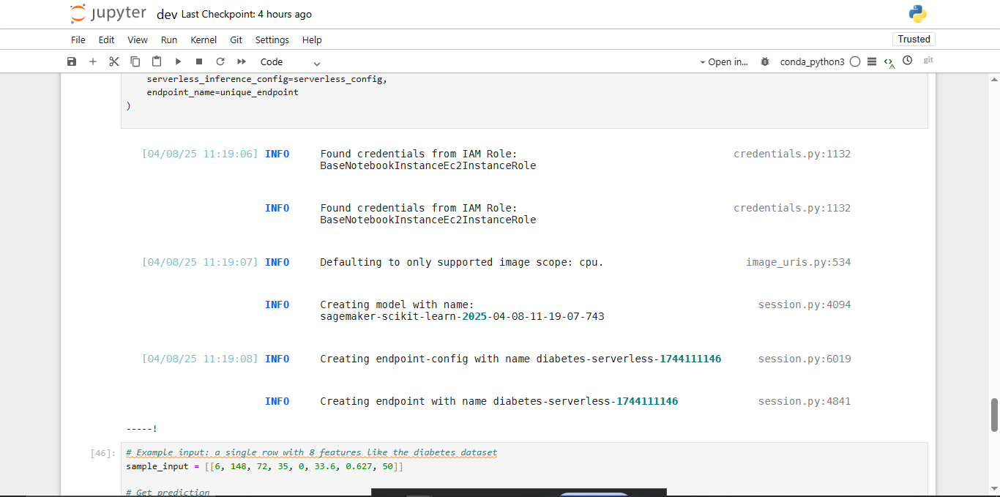 jupyter dev Last Checkpoint: 4 hours ago
File Edit View Run Kernel Git Settings Help Trusted
Code Open in... conda_python3 git
serverless_inference_config=serverless_config,
endpoint_name=unique_endpoint
)
[04/08/25 11:19:06] INFO Found credentials from IAM Role: credentials.py:1132
BaseNotebookInstanceEc2InstanceRole
INFO Found credentials from IAM Role: credentials.py:1132
BaseNotebookInstanceEc2InstanceRole
[04/08/25 11:19:07] INFO Defaulting to only supported image scope: cpu. image_uris.py:534
INFO Creating model with name: session.py:4094
sagemaker-scikit-learn-2025-04-08-11-19-07-743
[04/08/25 11:19:08] INFO Creating endpoint-config with name diabetes-serverless-1744111146 session.py:6019
INFO Creating endpoint with name diabetes-serverless-1744111146 session.py:4841
-----!
[46]: # Example input: a single row with 8 features like the diabetes dataset
sample_input = [[6, 148, 72, 35, 0, 33.6, 0.627, 50]]
# Get prediction